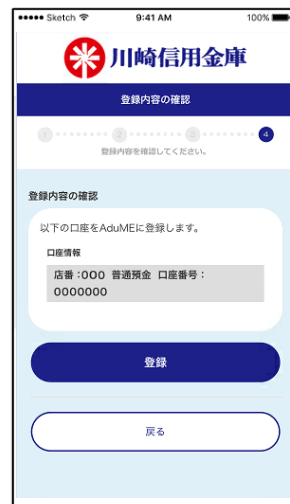 Sketch 9:41 AM 100%
川崎信用金庫
登録内容の確認
1 2 3 4
登録内容を確認してください。
登録内容の確認
以下の口座をAduMEに登録します。
口座情報
店番：000 普通預金 口座番号：
0000000
登録
戻る